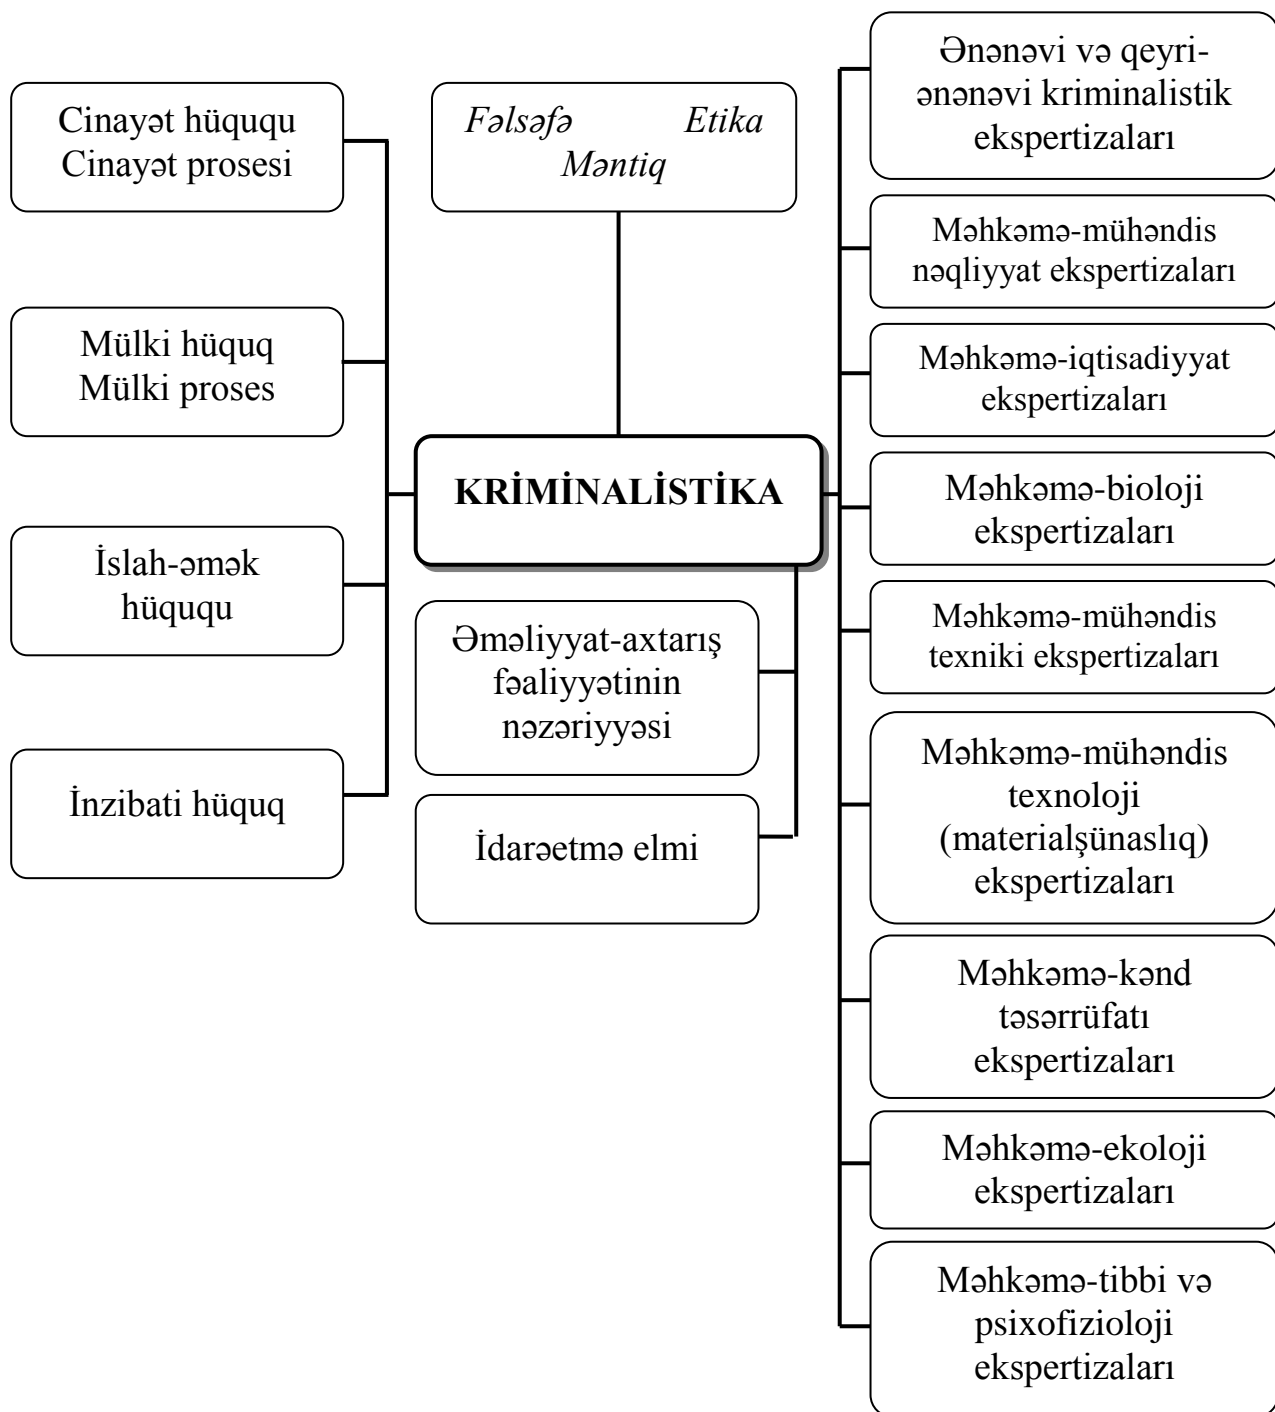 Cinayət hüququ
Cinayət prosesi
Mülki hüquq
Mülki proses
İslah-əmək
hüququ
İnzibati hüquq
Fəlsəfə Etika
Məntiq
KRİMİNALİSTİKA
Əməliyyat-axtarış
fəaliyyətinin
nəzəriyyəsi
İdarəetmə elmi
Ənənəvi və qeyri-
ənənəvi kriminalistik
ekspertizaları
Məhkəmə-mühəndis
nəqliyyat ekspertizaları
Məhkəmə-iqtisadiyyat
ekspertizaları
Məhkəmə-bioloji
ekspertizaları
Məhkəmə-mühəndis
texniki ekspertizaları
Məhkəmə-mühəndis
texnoloji
(materialşünaslıq)
ekspertizaları
Məhkəmə-kənd
təsərrüfatı
ekspertizaları
Məhkəmə-ekoloji
ekspertizaları
Məhkəmə-tibbi və
psixofizioloji
ekspertizaları